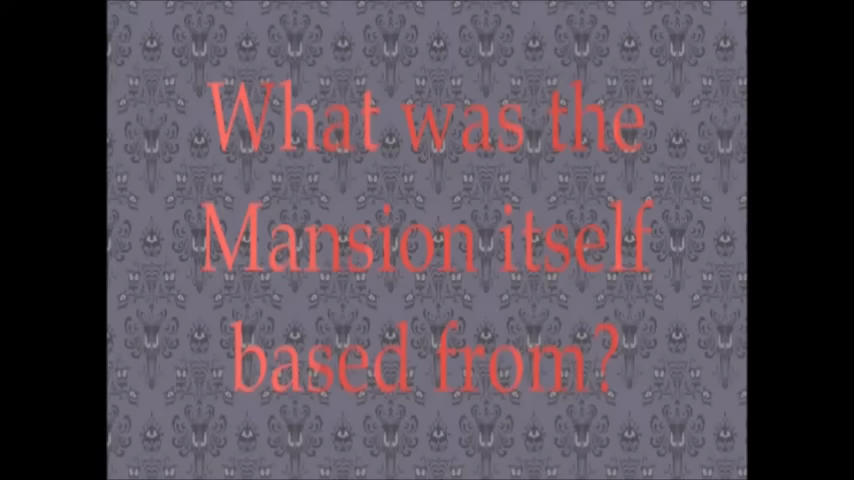 What was the
Mansion itself
based from?